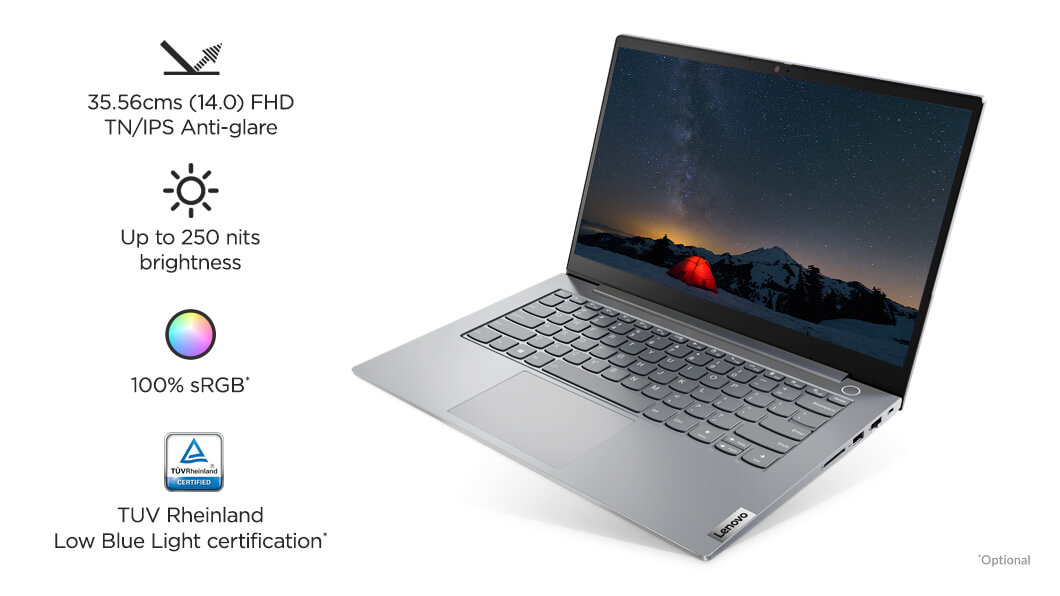 35.56cms (14.0) FHD
TN/IPS Anti-glare
Up to 250 nits
brightness
100% sRGB*
TÜVRheinland®
CERTIFIED
TUV Rheinland
Low Blue Light certification*
Lenovo
*Optional